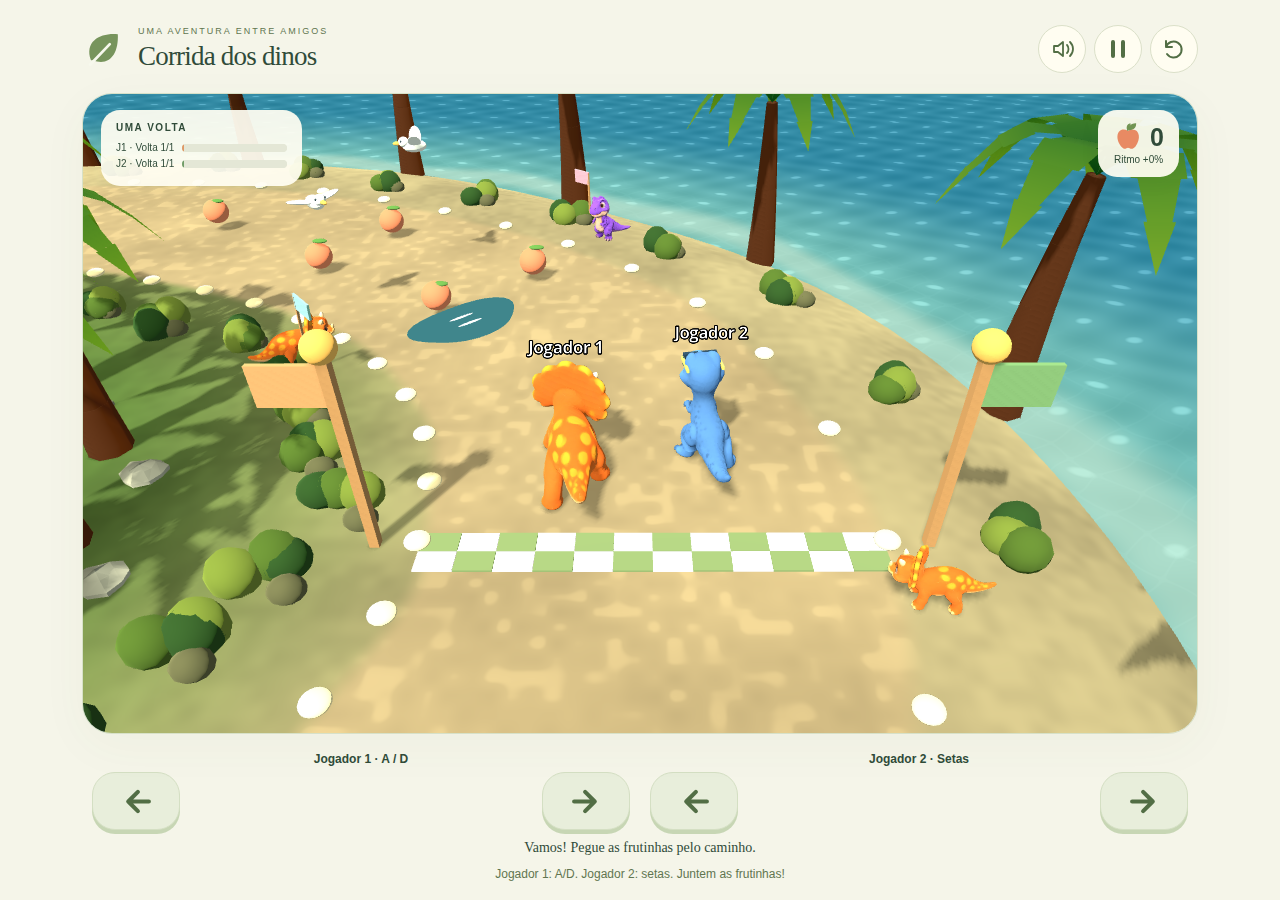 UMA AVENTURA ENTRE AMIGOS
Corrida dos dinos
UMA VOLTA
J1 · Volta 1/1
J2 · Volta 1/1
0
Ritmo +0%
Jogador 1
Jogador 2
Jogador 1 · A / D
Jogador 2 · Setas
Vamos! Pegue as frutinhas pelo caminho.
Jogador 1: A/D. Jogador 2: setas. Juntem as frutinhas!